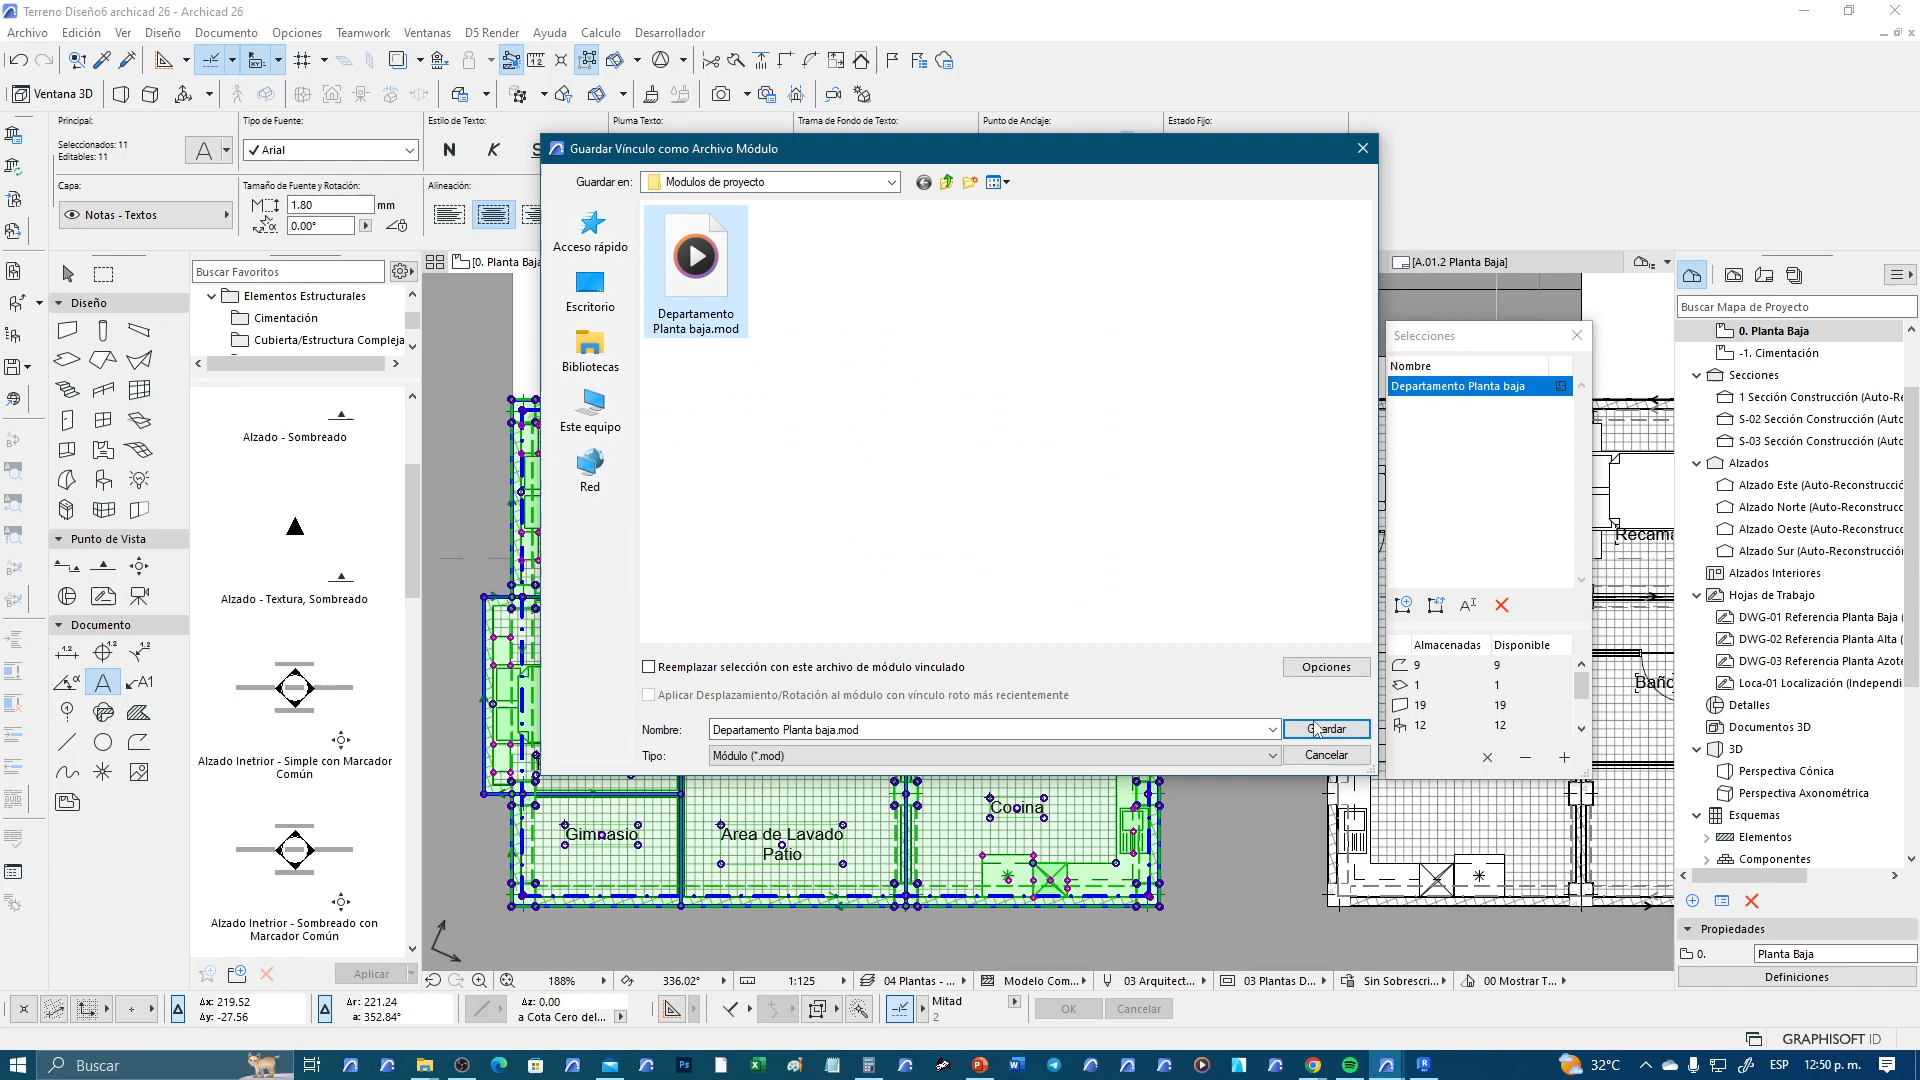 Terreno Diseño6 archicad 26 - Archicad 26
Archivo Edición Ver Diseño Documento Opciones Teamwork Ventanas D5 Render Ayuda Calculo Desarrollador
Ventana 3D
Principal:
Tipo de Fuente:
Estilo de Texto:
Pluma Texto:
Trama de Fondo de Texto:
Punto de Anclaje:
Estado Fijo:
Seleccionados: 11
Editables: 11
Arial
N K S
Capa:
Tamaño de Fuente y Rotación:
Alineación:
Notas - Textos
1.80 mm
0.00°
Guardar Vínculo como Archivo Módulo
Guardar en: Modulos de proyecto
Acceso rápido
Escritorio
Bibliotecas
Este equipo
Red
Departamento
Planta baja.mod
Reemplazar selección con este archivo de módulo vinculado
Opciones
Aplicar Desplazamiento/Rotación al módulo con vínculo roto más recientemente
Nombre: Departamento Planta baja.mod
Guardar
Tipo: Módulo (*.mod)
Cancelar
Buscar Favoritos
Elementos Estructurales
Cimentación
Cubierta/Estructura Compleja
Alzado - Sombreado
Alzado - Textura, Sombreado
Alzado Inetrior - Simple con Marcador
Común
Alzado Inetrior - Sombreado con
Marcador Común
Aplicar
Diseño
Punto de Vista
Documento
A1
GUID
[0. Planta Baja
[A.01.2 Planta Baja]
Gimnasio
Area de Lavado
Patio
Cocina
Recama
Baño
Selecciones
Nombre
Departamento Planta baja
Almacenadas Disponible
9 9
1 1
19 19
12 12
Buscar Mapa de Proyecto
0. Planta Baja
-1. Cimentación
Secciones
1 Sección Construcción (Auto-Re
S-02 Sección Construcción (Auto
S-03 Sección Construcción (Auto
Alzados
Alzado Este (Auto-Reconstrucció
Alzado Norte (Auto-Reconstrucc
Alzado Oeste (Auto-Reconstrucc
Alzado Sur (Auto-Reconstrucción
Alzados Interiores
Hojas de Trabajo
DWG-01 Referencia Planta Baja (
DWG-02 Referencia Planta Alta (
DWG-03 Referencia Planta Azote
Loca-01 Localización (Independi
Detalles
Documentos 3D
3D
Perspectiva Cónica
Perspectiva Axonométrica
Esquemas
Elementos
Componentes
Propiedades
0. Planta Baja
Definiciones
188% 336.02° 1:125 04 Plantas - ... Modelo Com... 03 Arquitect... 03 Plantas D... Sin Sobrescri... 00 Mostrar T...
Δx: 219.52
Δy: -27.56
Δr: 221.24
a: 352.84°
Δz: 0.00
a Cota Cero del...
Mitad
2
OK
Cancelar
GRAPHISOFT ID
Buscar
32°C
ESP
12:50 p. m.